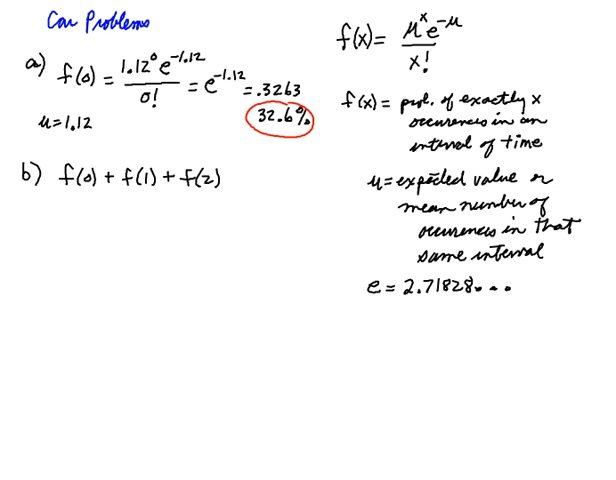 Car Problems
a) f(0) = 1.12⁰ e^-1.12 / 0! = e^-1.12 = .3263
32.6%
μ = 1.12
b) f(0) + f(1) + f(2)
f(x) = μ^x e^-μ / x!
f(x) = prob. of exactly x
occurences in an
interval of time
μ = expected value or
mean number of
occurences in that
same interval
e = 2.71828...